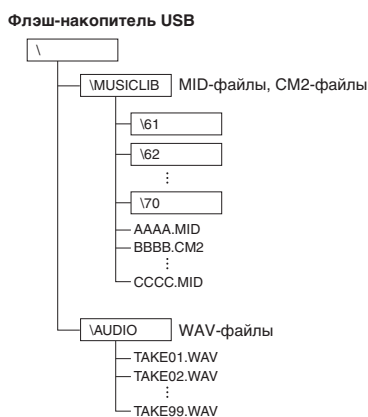 Флэш-накопитель USB
\
\MUSICLIB MID-файлы, CM2-файлы
\61
\62
⋮
\70
AAAA.MID
BBBB.CM2
⋮
CCCC.MID
\AUDIO WAV-файлы
TAKE01.WAV
TAKE02.WAV
⋮
TAKE99.WAV